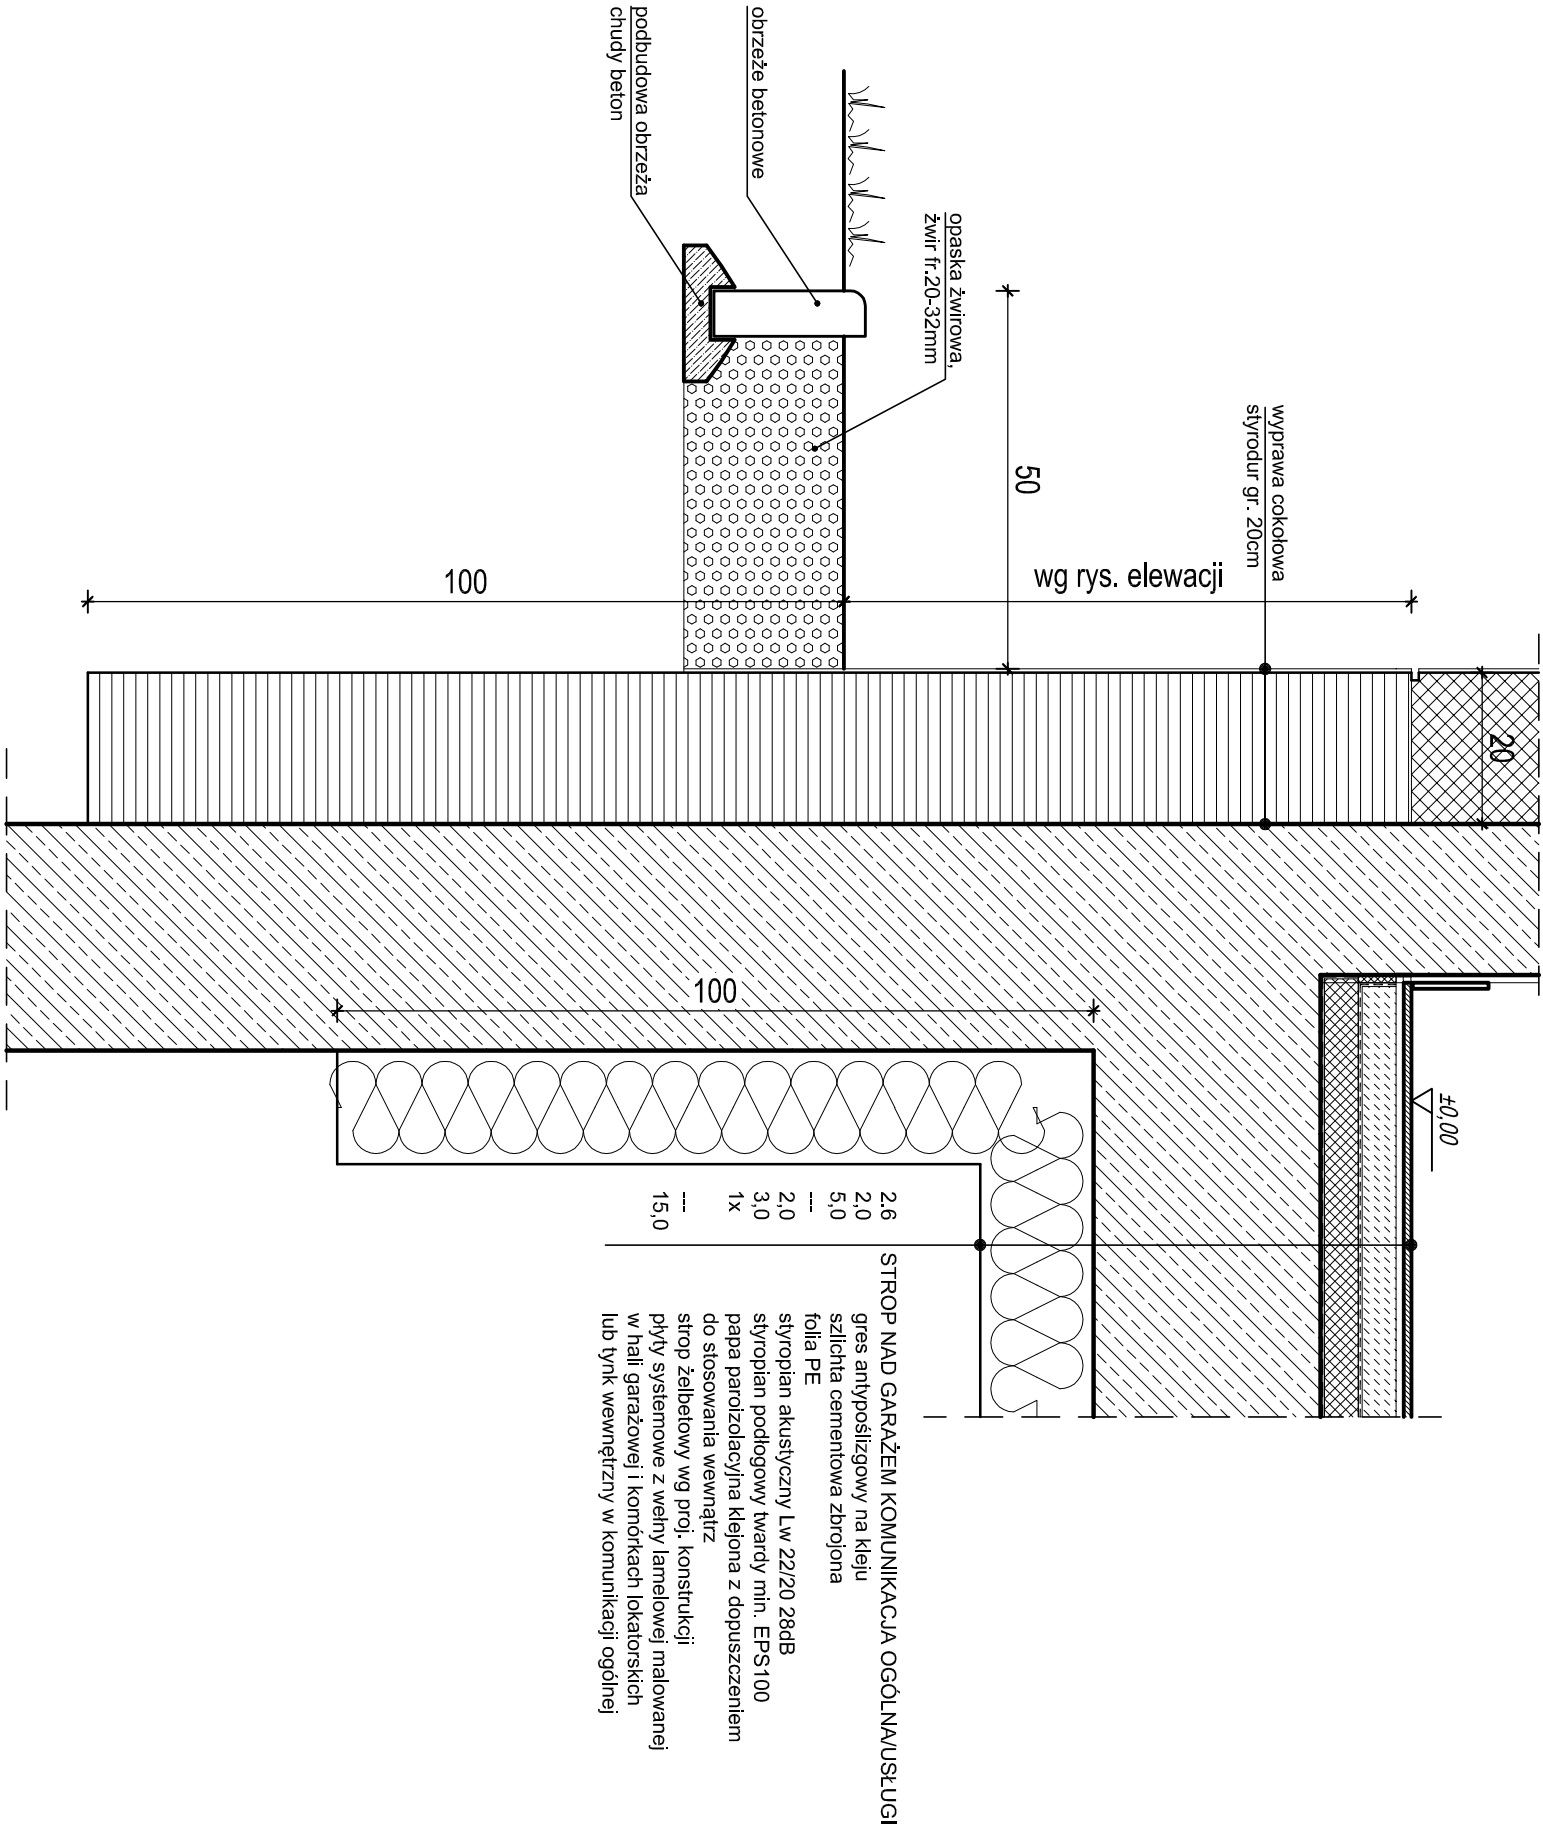 obrzeże betonowe
podbudowa obrzeża
chudy beton
opaska żwirowa,
żwir fr.20-32mm
wyprawa cokołowa
styrodur gr. 20cm
50
wg rys. elewacji
100
20
100
±0,00
2.6 STROP NAD GARAŻEM KOMUNIKACJA OGÓLNA/USŁUGI
2,0 gres antypoślizgowy na kleju
5,0 szlichta cementowa zbrojona
--- folia PE
2,0 styropian akustyczny Lw 22/20 28dB
3,0 styropian podłogowy twardy min. EPS100
1x papa paroizolacyjna klejona z dopuszczeniem
do stosowania wewnątrz
--- strop żelbetowy wg proj. konstrukcji
15,0 płyty systemowe z wełny lamelowej malowanej
w hali garażowej i komórkach lokatorskich
lub tynk wewnętrzny w komunikacji ogólnej